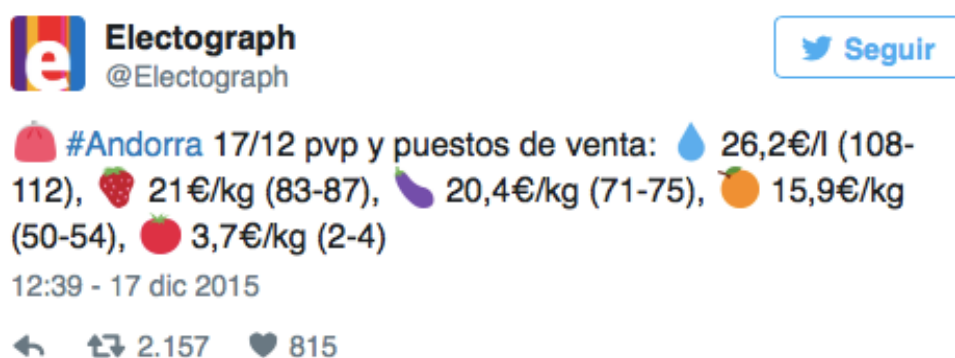 e
Electograph
@Electograph
Seguir
👛 #Andorra 17/12 pvp y puestos de venta: 💧 26,2€/l (108-
112), 🍓 21€/kg (83-87), 🍆 20,4€/kg (71-75), 🍊 15,9€/kg
(50-54), 🍅 3,7€/kg (2-4)
12:39 - 17 dic 2015
2.157 815